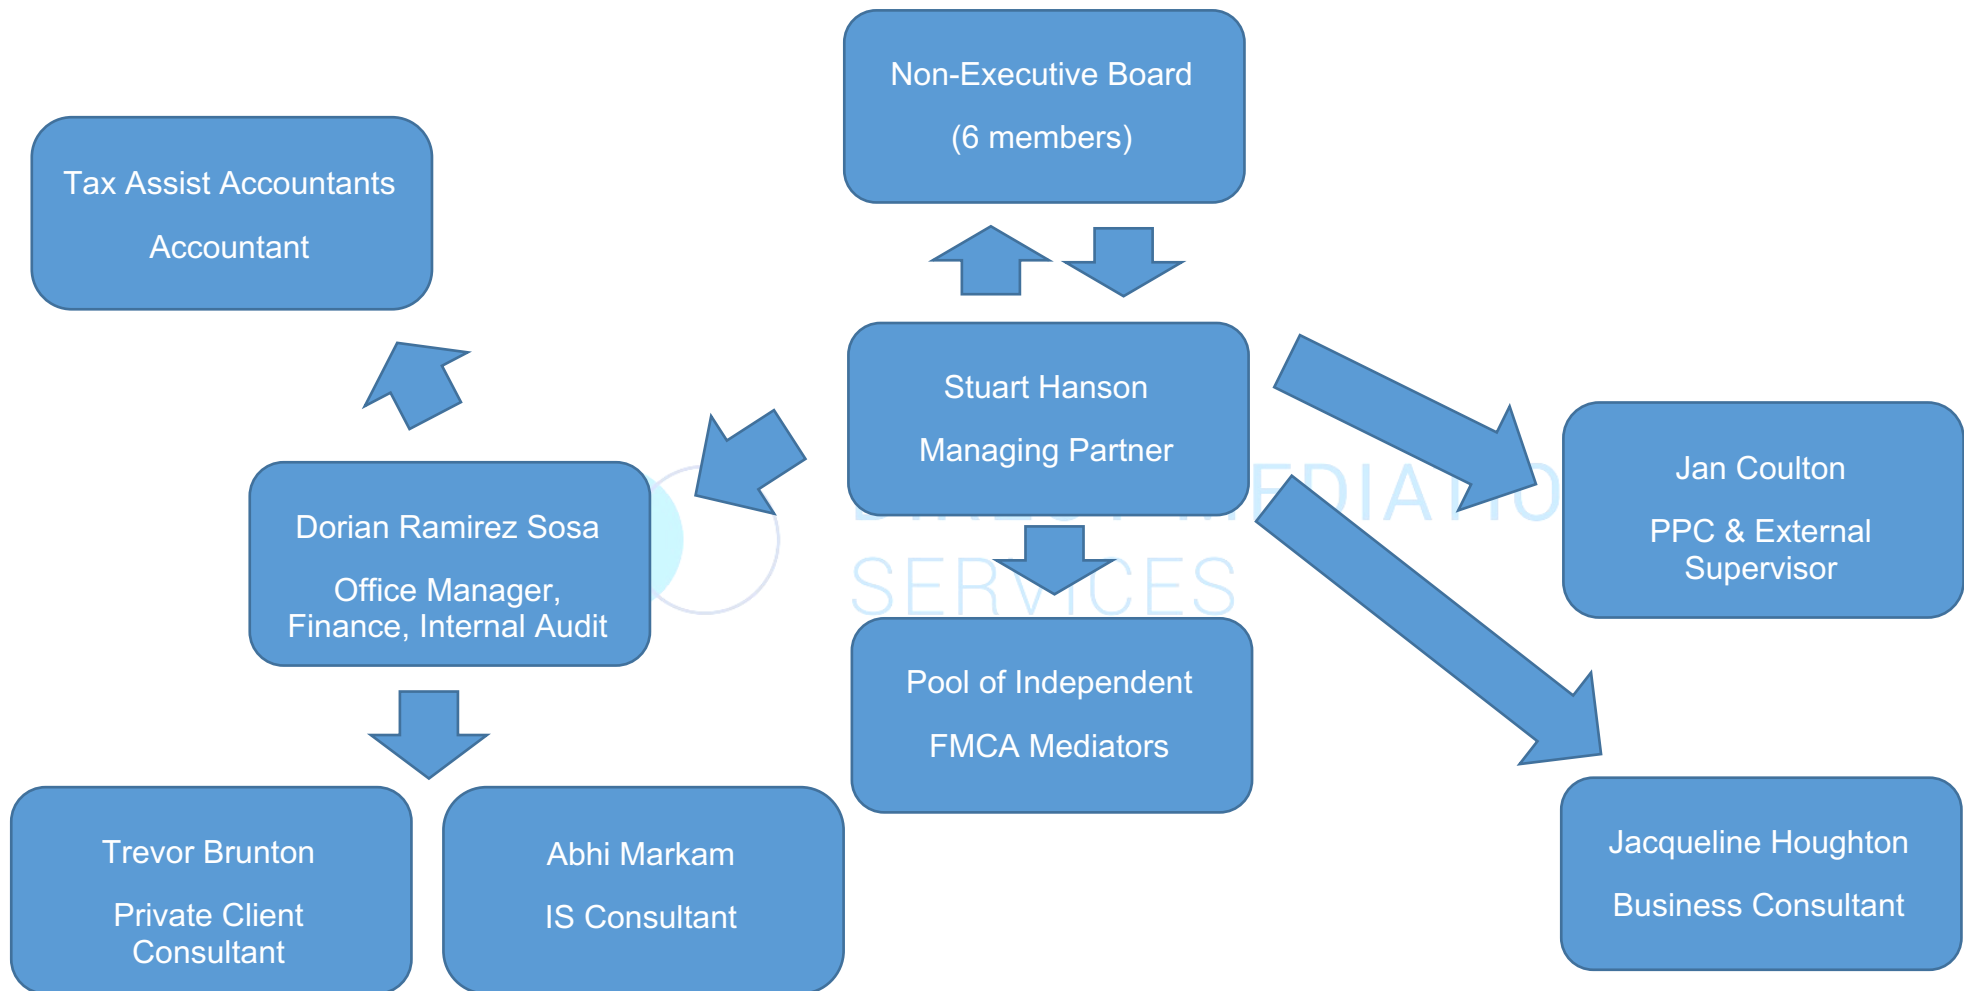 Non-Executive Board
(6 members)
Tax Assist Accountants
Accountant
Stuart Hanson
Managing Partner
Jan Coulton
PPC & External
Supervisor
Dorian Ramirez Sosa
Office Manager,
Finance, Internal Audit
SERVICES
Pool of Independent
FMCA Mediators
Trevor Brunton
Private Client
Consultant
Abhi Markam
IS Consultant
Jacqueline Houghton
Business Consultant